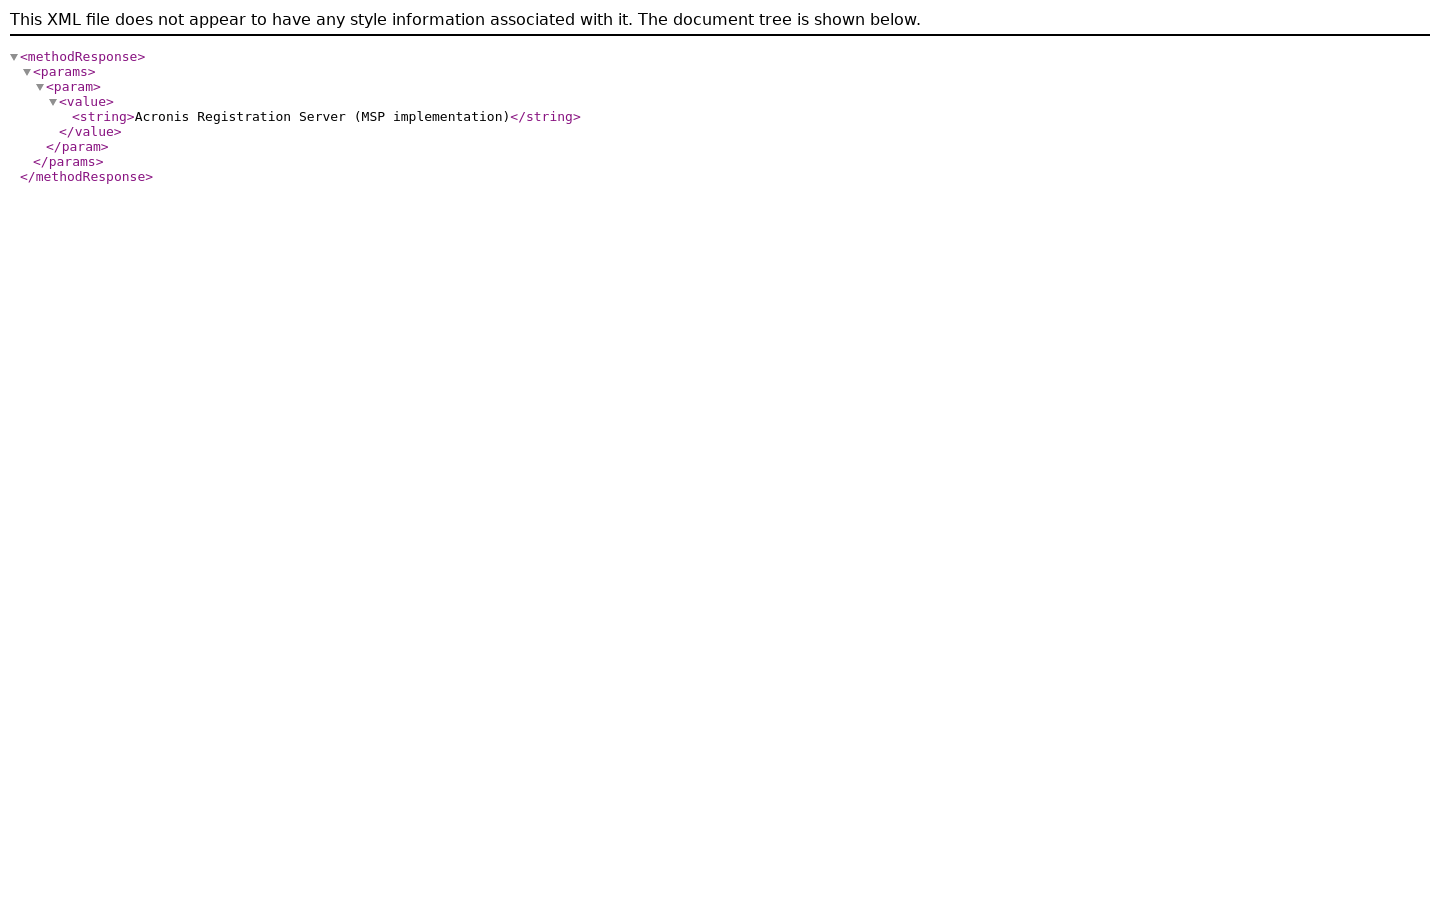 This XML file does not appear to have any style information associated with it. The document tree is shown below.
<methodResponse>
<params>
<param>
<value>
<string>Acronis Registration Server (MSP implementation)</string>
</value>
</param>
</params>
</methodResponse>